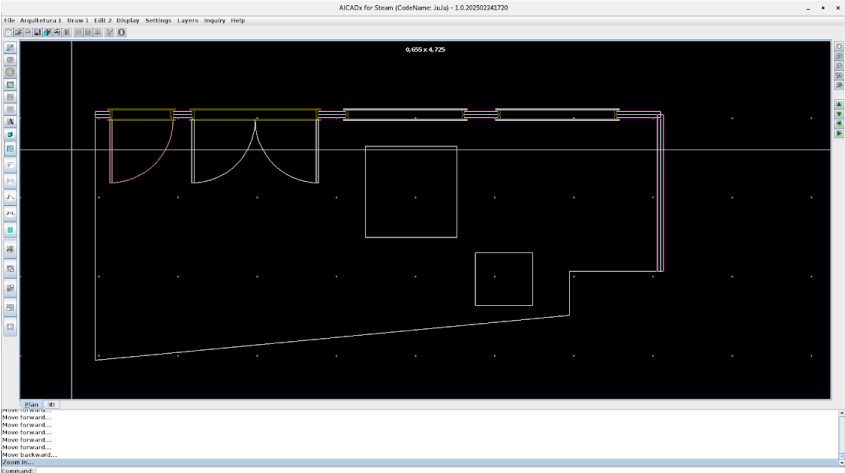 AICADx for Steam (CodeName: JuJu) - 1.0.202502241720
File Arquitetura 1 Draw 1 Edit 2 Display Settings Layers Inquiry Help
0,655 x 4,725
Plan 3D
Move forward...
Move forward...
Move forward...
Move forward...
Move forward...
Move forward...
Move backward...
Zoom in...
Command: